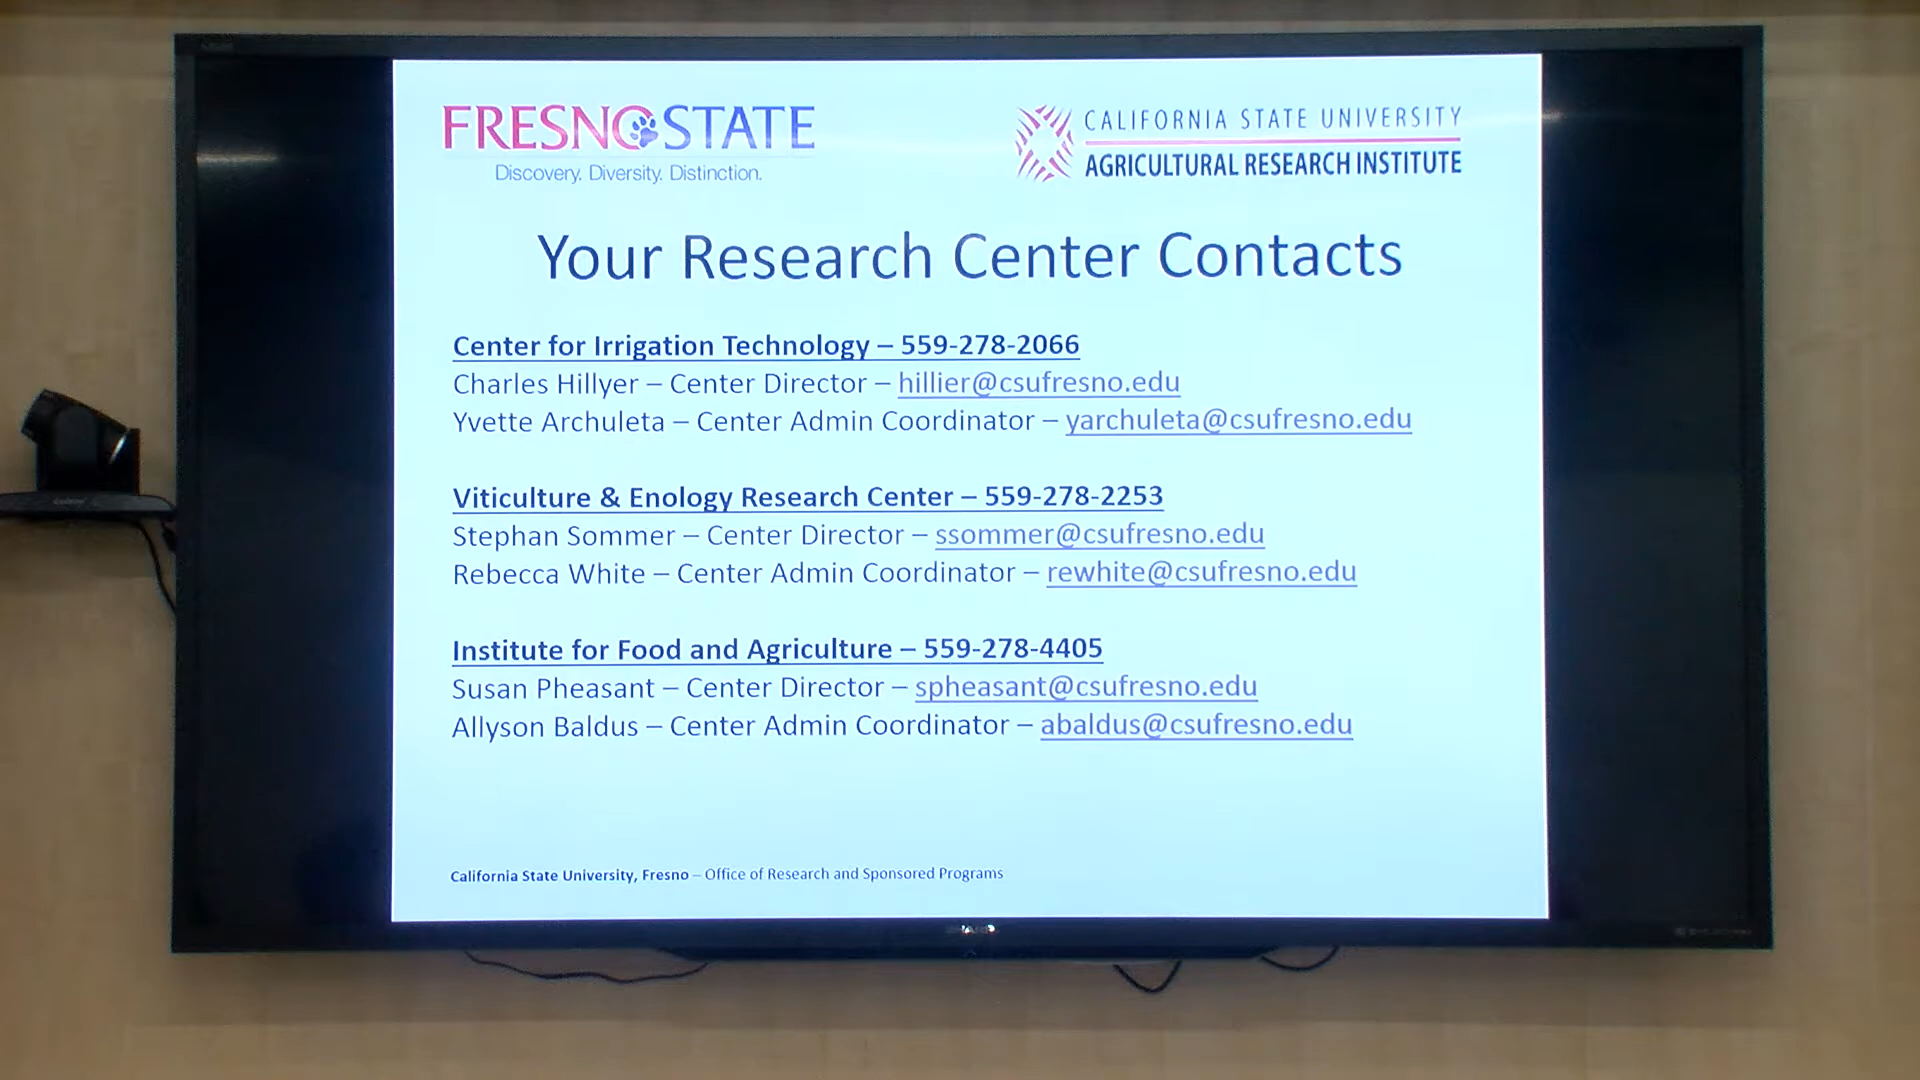 FRESNO STATE
Discovery. Diversity. Distinction.
CALIFORNIA STATE UNIVERSITY
AGRICULTURAL RESEARCH INSTITUTE
Your Research Center Contacts
Center for Irrigation Technology – 559-278-2066
Charles Hillyer – Center Director – hillier@csufresno.edu
Yvette Archuleta – Center Admin Coordinator – yarchuleta@csufresno.edu
Viticulture & Enology Research Center – 559-278-2253
Stephan Sommer – Center Director – ssommer@csufresno.edu
Rebecca White – Center Admin Coordinator – rewhite@csufresno.edu
Institute for Food and Agriculture – 559-278-4405
Susan Pheasant – Center Director – spheasant@csufresno.edu
Allyson Baldus – Center Admin Coordinator – abaldus@csufresno.edu
California State University, Fresno – Office of Research and Sponsored Programs